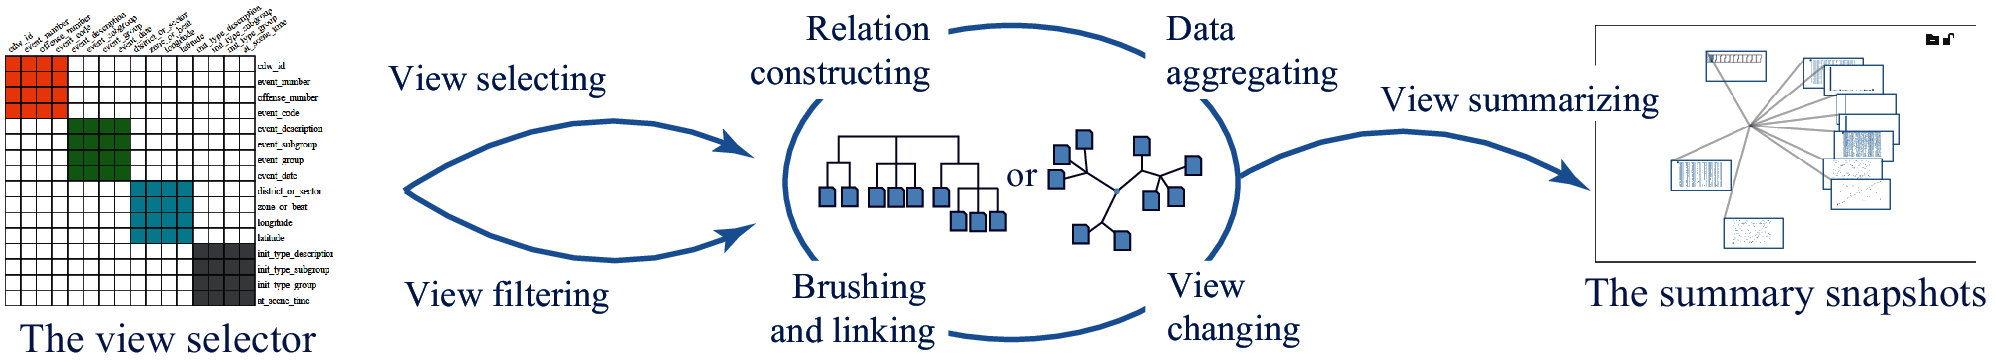 cdw_id
event_number
offense_number
event_code
event_description
event_subgroup
event_group
event_date
district_or_sector
zone_or_beat
longitude
latitude
init_type_description
init_type_subgroup
init_type_group
at_scene_time
cdw_id
event_number
offense_number
event_code
event_description
event_subgroup
event_group
event_date
district_or_sector
zone_or_beat
longitude
latitude
init_type_description
init_type_subgroup
init_type_group
at_scene_time
The view selector
View selecting
View filtering
Relation
constructing
Data
aggregating
or
Brushing
and linking
View
changing
View summarizing
The summary snapshots